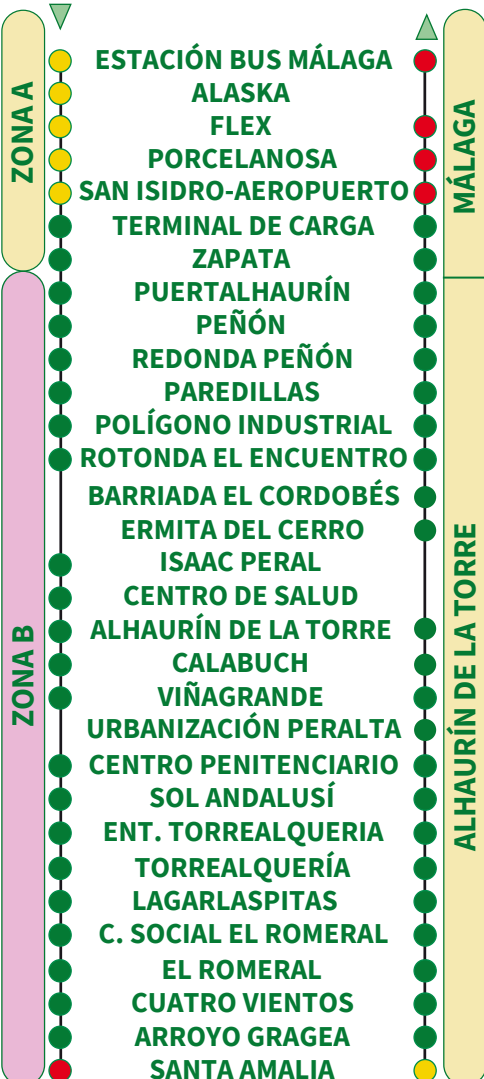 ZONA A
ZONA B
ESTACIÓN BUS MÁLAGA
ALASKA
FLEX
PORCELANOSA
SAN ISIDRO-AEROPUERTO
TERMINAL DE CARGA
ZAPATA
PUERTALHAURÍN
PEÑÓN
REDONDA PEÑÓN
PAREDILLAS
POLÍGONO INDUSTRIAL
ROTONDA EL ENCUENTRO
BARRIADA EL CORDOBÉS
ERMITA DEL CERRO
ISAAC PERAL
CENTRO DE SALUD
ALHAURÍN DE LA TORRE
CALABUCH
VIÑAGRANDE
URBANIZACIÓN PERALTA
CENTRO PENITENCIARIO
SOL ANDALUSÍ
ENT. TORREALQUERIA
TORREALQUERÍA
LAGARLASPITAS
C. SOCIAL EL ROMERAL
EL ROMERAL
CUATRO VIENTOS
ARROYO GRAGEA
SANTA AMALIA
MÁLAGA
ALHAURÍN DE LA TORRE